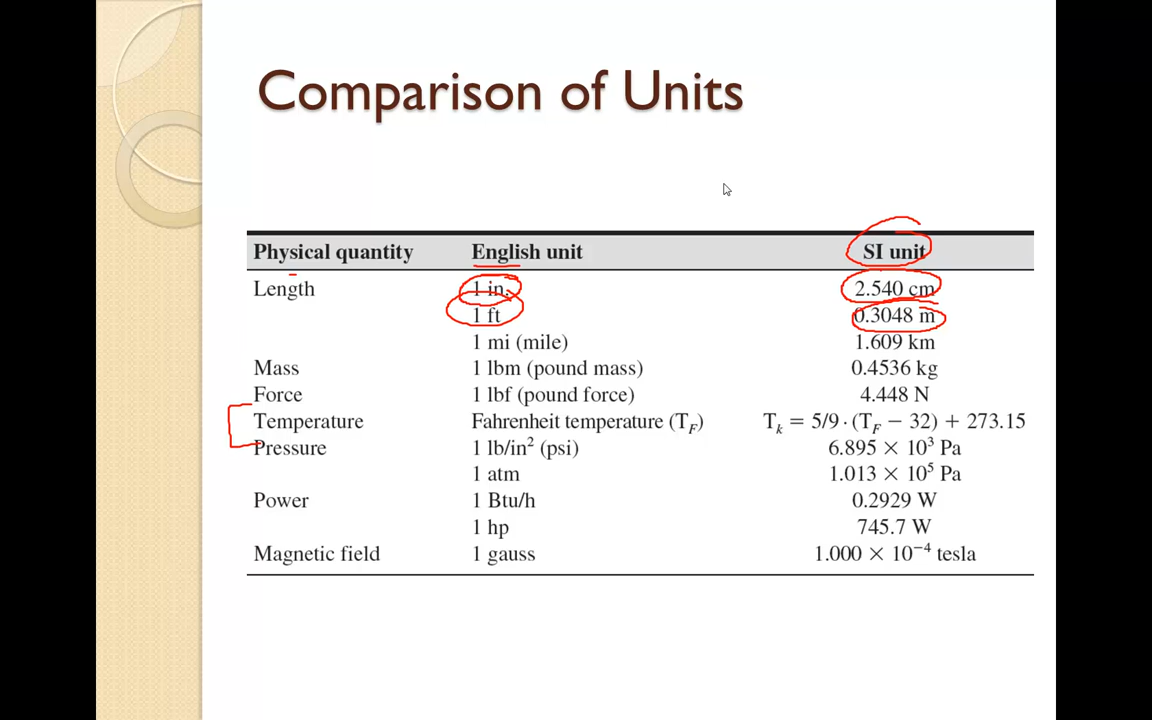 Comparison of Units
Physical quantity English unit SI unit
Length 1 in. 2.540 cm
1 ft 0.3048 m
1 mi (mile) 1.609 km
Mass 1 lbm (pound mass) 0.4536 kg
Force 1 lbf (pound force) 4.448 N
Temperature Fahrenheit temperature (T_F) T_k = 5/9 · (T_F − 32) + 273.15
Pressure 1 lb/in² (psi) 6.895 × 10³ Pa
1 atm 1.013 × 10⁵ Pa
Power 1 Btu/h 0.2929 W
1 hp 745.7 W
Magnetic field 1 gauss 1.000 × 10⁻⁴ tesla